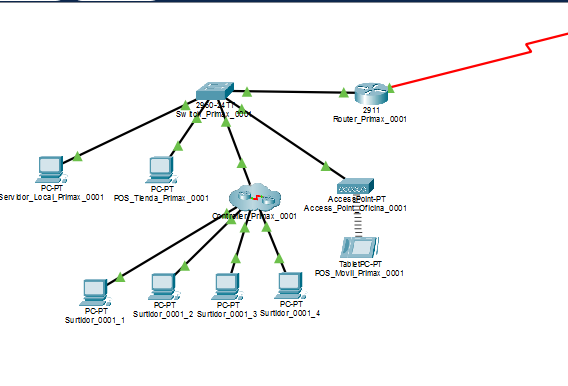 2960-24TT
Switch_Primax_0001
2911
Router_Primax_0001
PC-PT
Servidor_Local_Primax_0001
PC-PT
POS_Tienda_Primax_0001
AccessPoint-PT
Access_Point_Oficina_0001
Controler_Primax_0001
TabletPC-PT
POS_Movil_Primax_0001
PC-PT
Surtidor_0001_1
PC-PT
Surtidor_0001_2
PC-PT
Surtidor_0001_3
PC-PT
Surtidor_0001_4